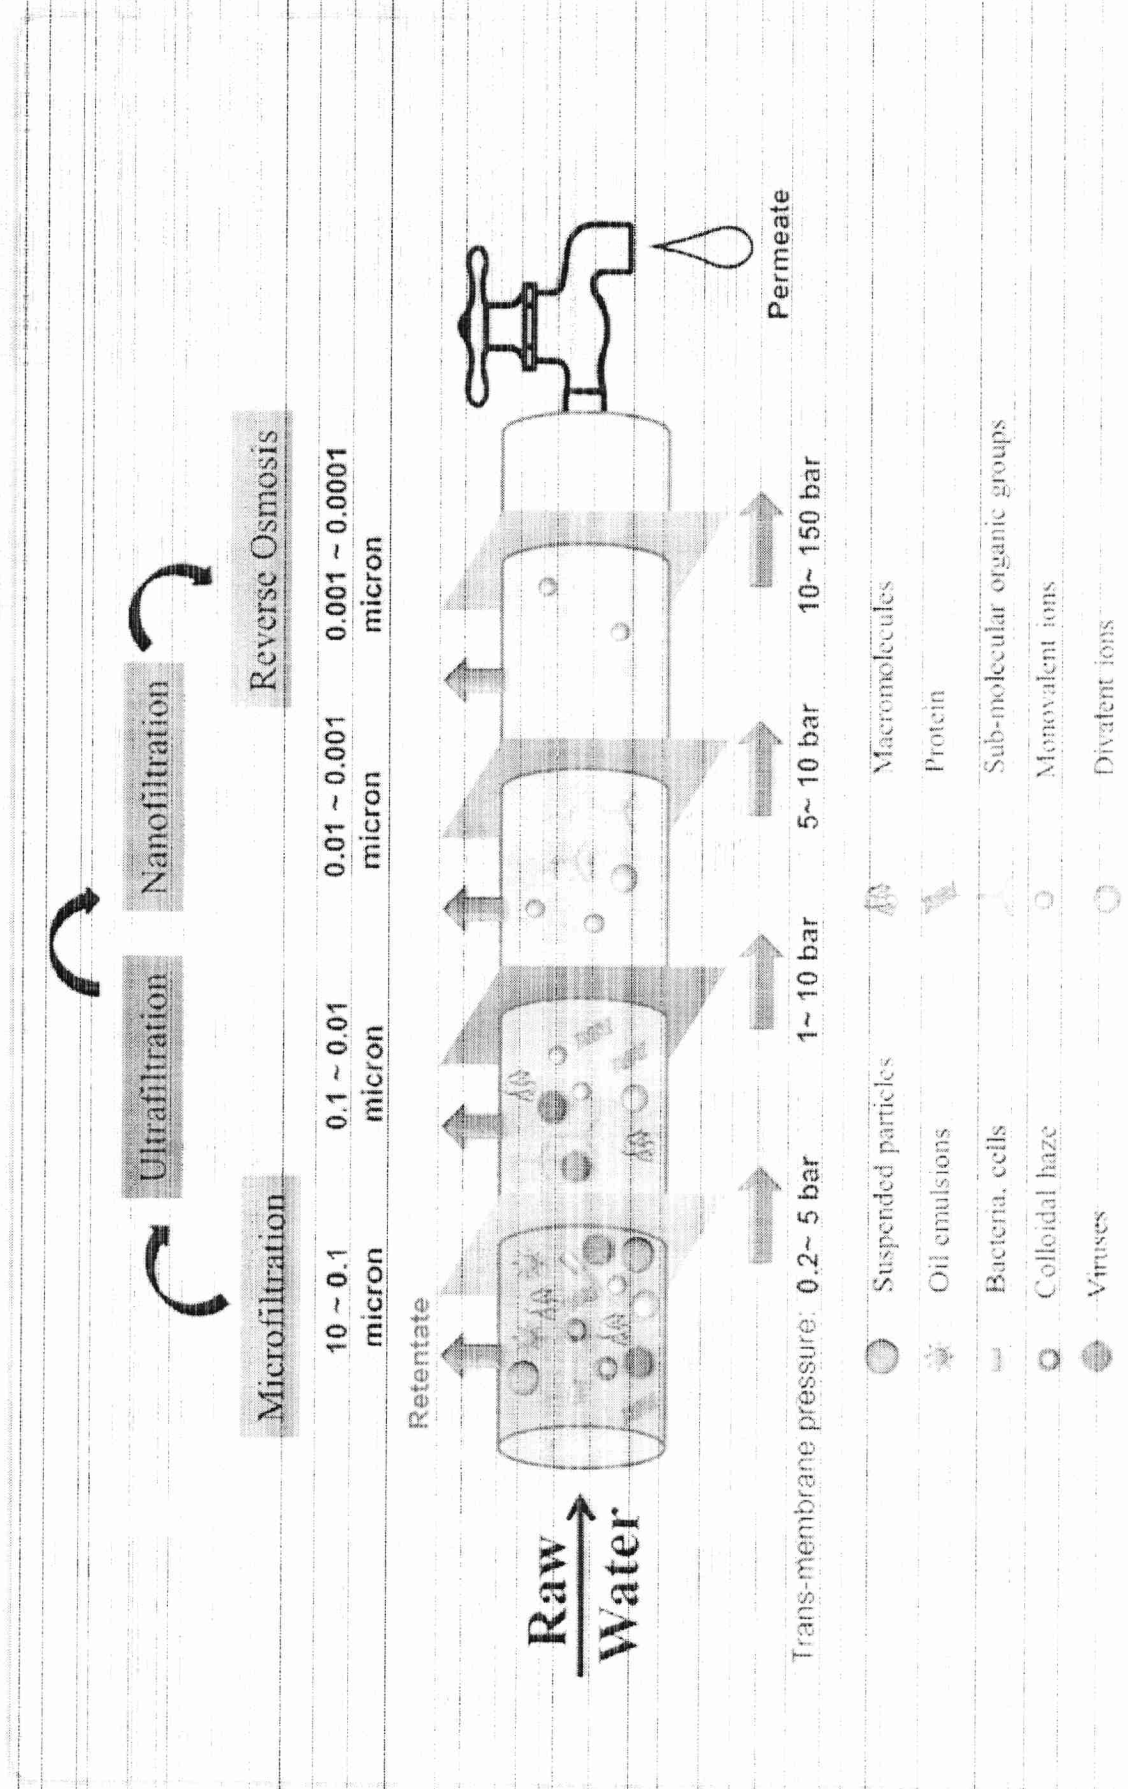 Ultrafiltration
Nanofiltration
Microfiltration
Reverse Osmosis
10 ~ 0.1
micron
0.1 ~ 0.01
micron
0.01 ~ 0.001
micron
0.001 ~ 0.0001
micron
Retentate
Raw
Water
Permeate
Trans-membrane pressure: 0.2~ 5 bar
1~ 10 bar
5~ 10 bar
10~ 150 bar
Suspended particles
Macromolecules
Oil emulsions
Protein
Bacteria, cells
Sub-molecular organic groups
Colloidal haze
Monovalent ions
Viruses
Divalent ions